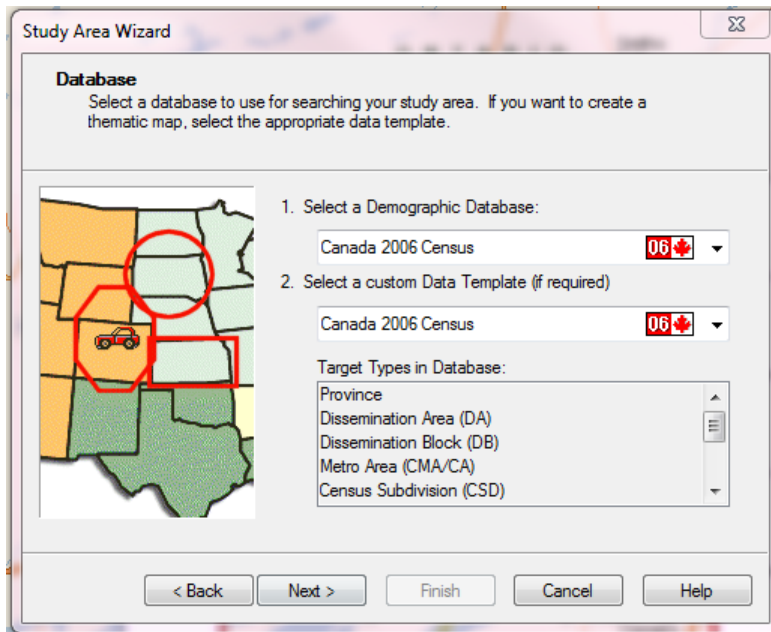 Study Area Wizard
Database
Select a database to use for searching your study area. If you want to create a
thematic map, select the appropriate data template.
1. Select a Demographic Database:
Canada 2006 Census 06
2. Select a custom Data Template (if required)
Canada 2006 Census 06
Target Types in Database:
Province
Dissemination Area (DA)
Dissemination Block (DB)
Metro Area (CMA/CA)
Census Subdivision (CSD)
< Back Next > Finish Cancel Help